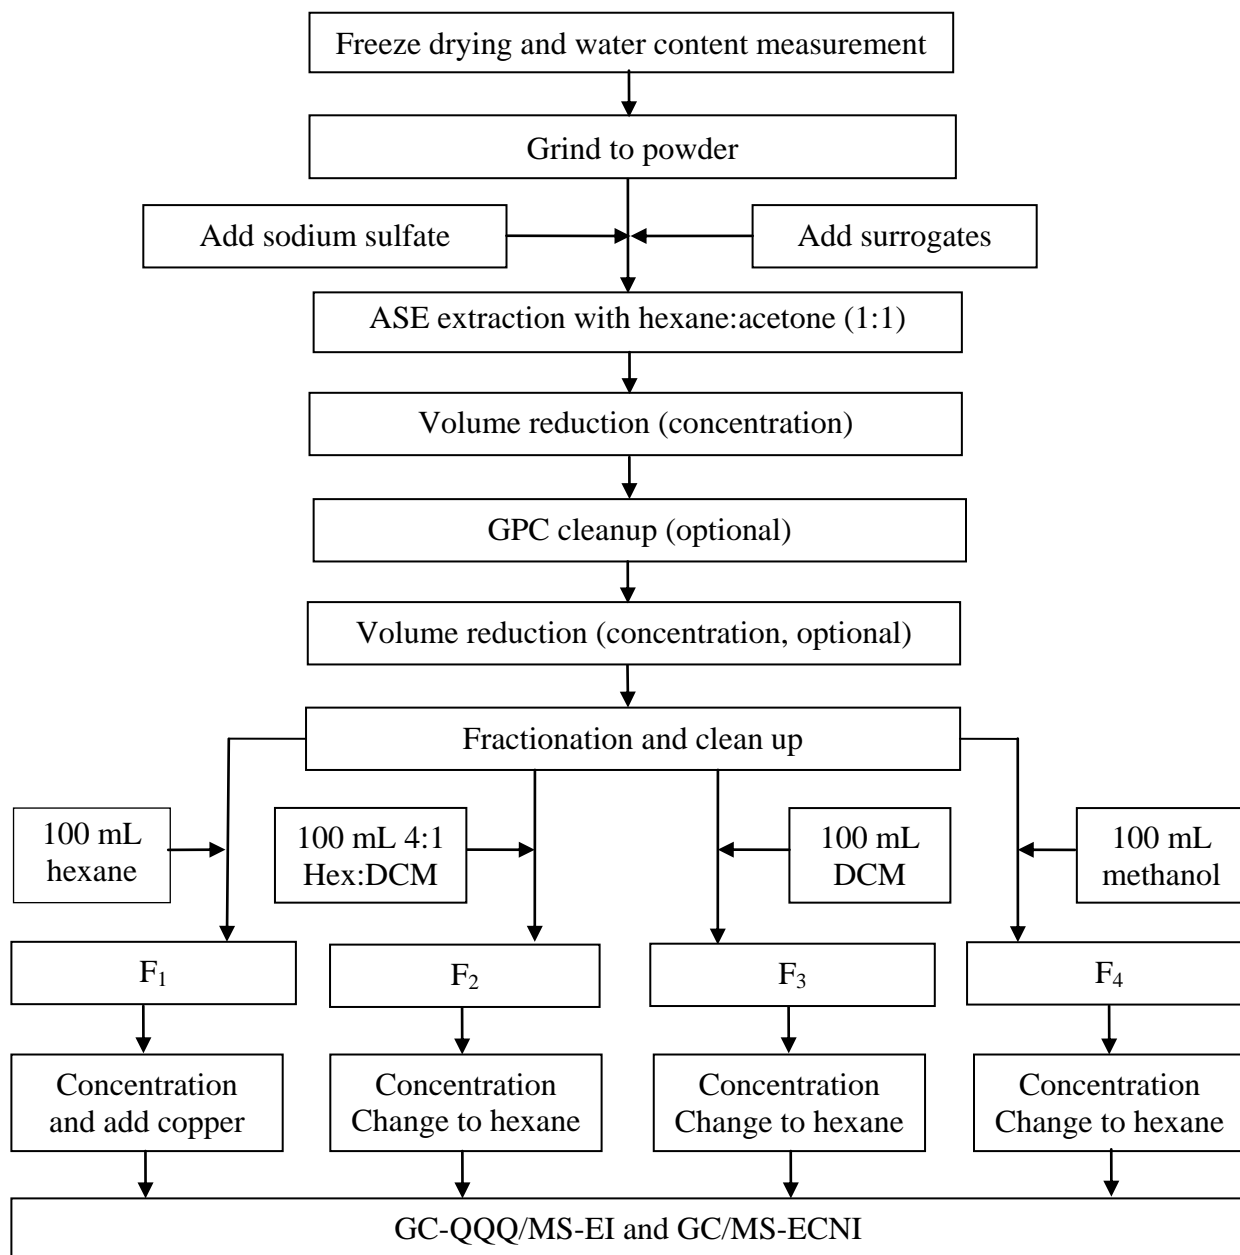 Freeze drying and water content measurement
Grind to powder
Add sodium sulfate
Add surrogates
ASE extraction with hexane:acetone (1:1)
Volume reduction (concentration)
GPC cleanup (optional)
Volume reduction (concentration, optional)
Fractionation and clean up
100 mL
hexane
100 mL 4:1
Hex:DCM
100 mL
DCM
100 mL
methanol
F₁
F₂
F₃
F₄
Concentration
and add copper
Concentration
Change to hexane
Concentration
Change to hexane
Concentration
Change to hexane
GC-QQQ/MS-EI and GC/MS-ECNI